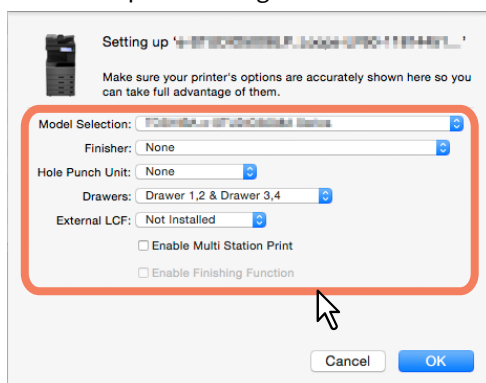 Setting up '
Make sure your printer's options are accurately shown here so you
can take full advantage of them.
Model Selection:
Finisher: None
Hole Punch Unit: None
Drawers: Drawer 1,2 & Drawer 3,4
External LCF: Not Installed
Enable Multi Station Print
Enable Finishing Function
Cancel OK